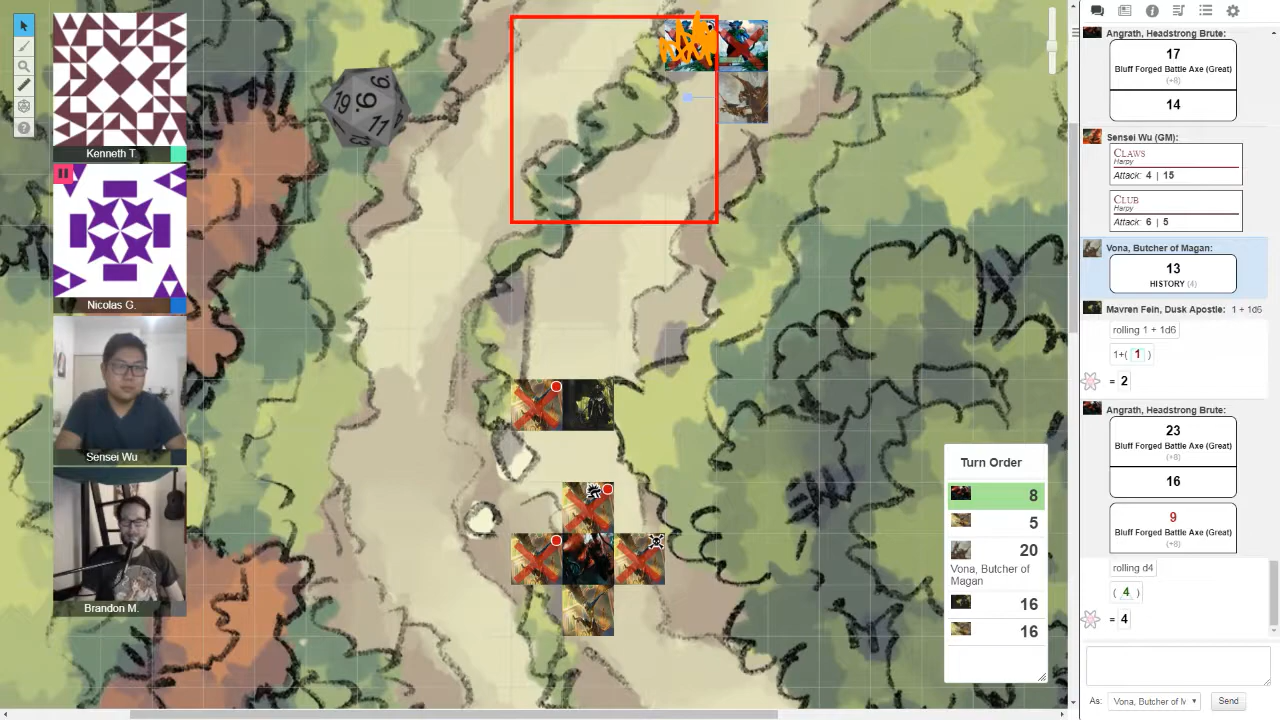 Kenneth T.
Nicolas G.
Sensei Wu
Brandon M.
19
9
9
11
Turn Order
8
5
20
Vona, Butcher of
Magan
16
16
Angrath, Headstrong Brute:
17
Bluff Forged Battle Axe (Great)
(+8)
14
Sensei Wu (GM):
CLAWS
Harpy
Attack: 4 | 15
CLUB
Harpy
Attack: 6 | 5
Vona, Butcher of Magan:
13
HISTORY (4)
Mavren Fein, Dusk Apostle: 1 + 1d6
rolling 1 + 1d6
1+( 1 )
= 2
Angrath, Headstrong Brute:
23
Bluff Forged Battle Axe (Great)
(+8)
16
9
Bluff Forged Battle Axe (Great)
(+8)
rolling d4
( 4 )
= 4
As: Vona, Butcher of M
Send